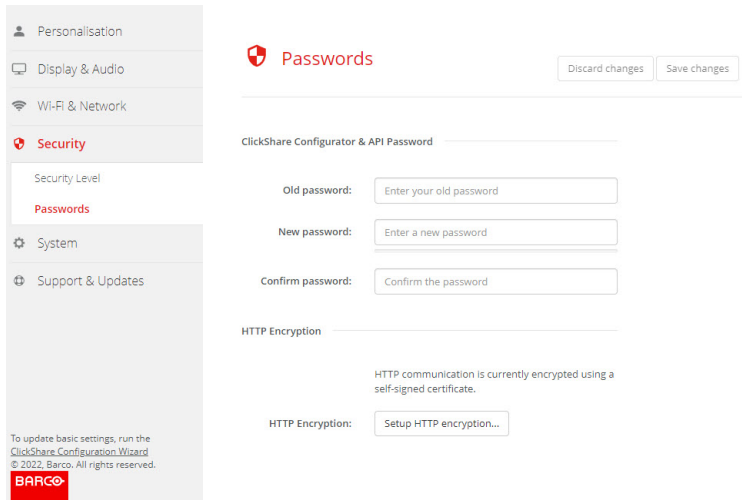 Personalisation
Display & Audio
Wi-Fi & Network
Security
Security Level
Passwords
System
Support & Updates
To update basic settings, run the
ClickShare Configuration Wizard
© 2022, Barco. All rights reserved.
BARCO
Passwords
Discard changes
Save changes
ClickShare Configurator & API Password
Old password:
Enter your old password
New password:
Enter a new password
Confirm password:
Confirm the password
HTTP Encryption
HTTP communication is currently encrypted using a
self-signed certificate.
HTTP Encryption:
Setup HTTP encryption...